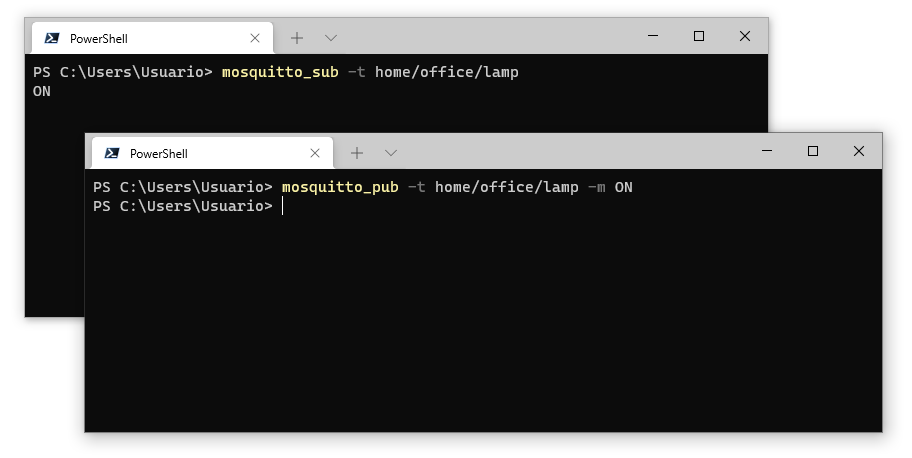 PowerShell
PS C:\Users\Usuario> mosquitto_sub -t home/office/lamp
ON
PowerShell
PS C:\Users\Usuario> mosquitto_pub -t home/office/lamp -m ON
PS C:\Users\Usuario>